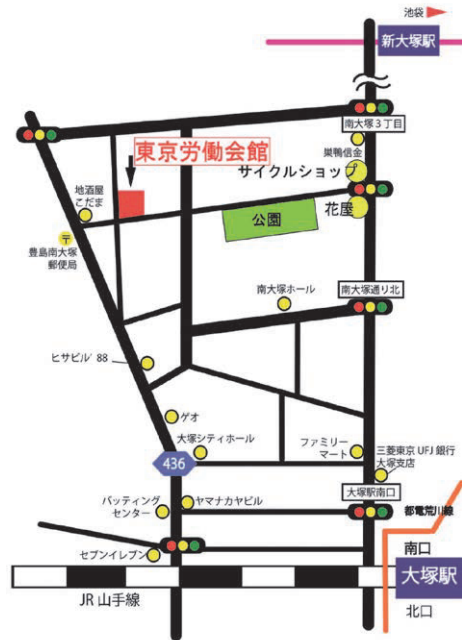 池袋
新大塚駅
南大塚3丁目
巣鴨信金
東京労働会館
サイクルショップ
地酒屋
こだま
公園
花屋
〒
豊島南大塚
郵便局
南大塚ホール
南大塚通り北
ヒサビル'88
ゲオ
大塚シティホール
ファミリー
マート
三菱東京UFJ銀行
大塚支店
436
大塚駅南口
バッティング
センター
ヤマナカヤビル
都電荒川線
セブンイレブン
南口
大塚駅
JR山手線
北口